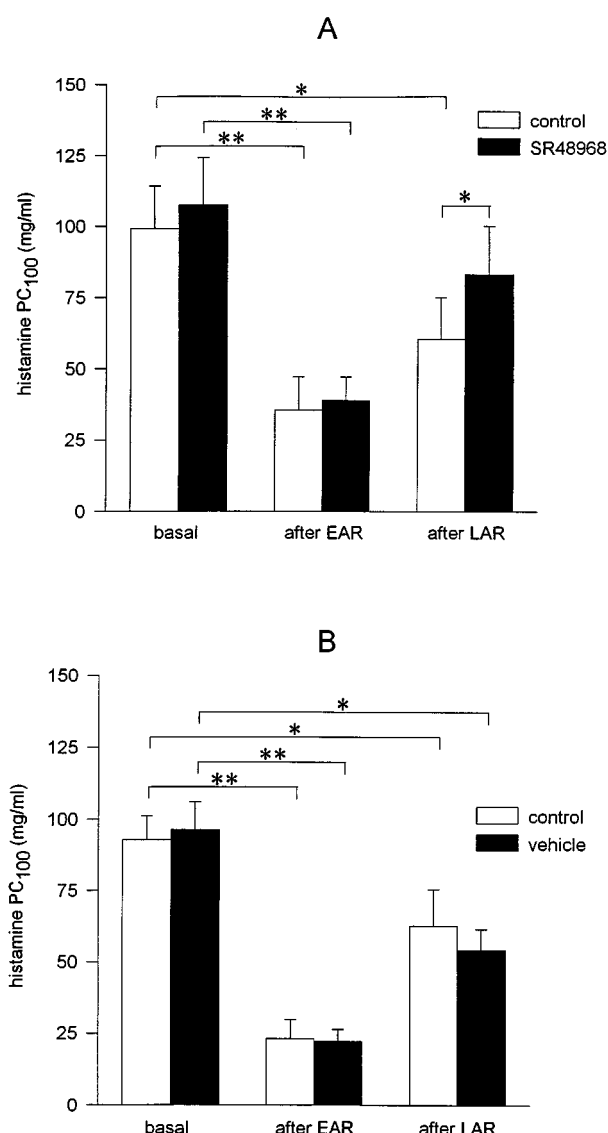 A
150
*
control
**
SR48968
125
**
*
100
histamine PC100 (mg/ml)
75
50
25
0
basal after EAR after LAR
B
150
*
125
*
**
**
control
100
vehicle
histamine PC100 (mg/ml)
75
50
25
0
basal after EAR after LAR